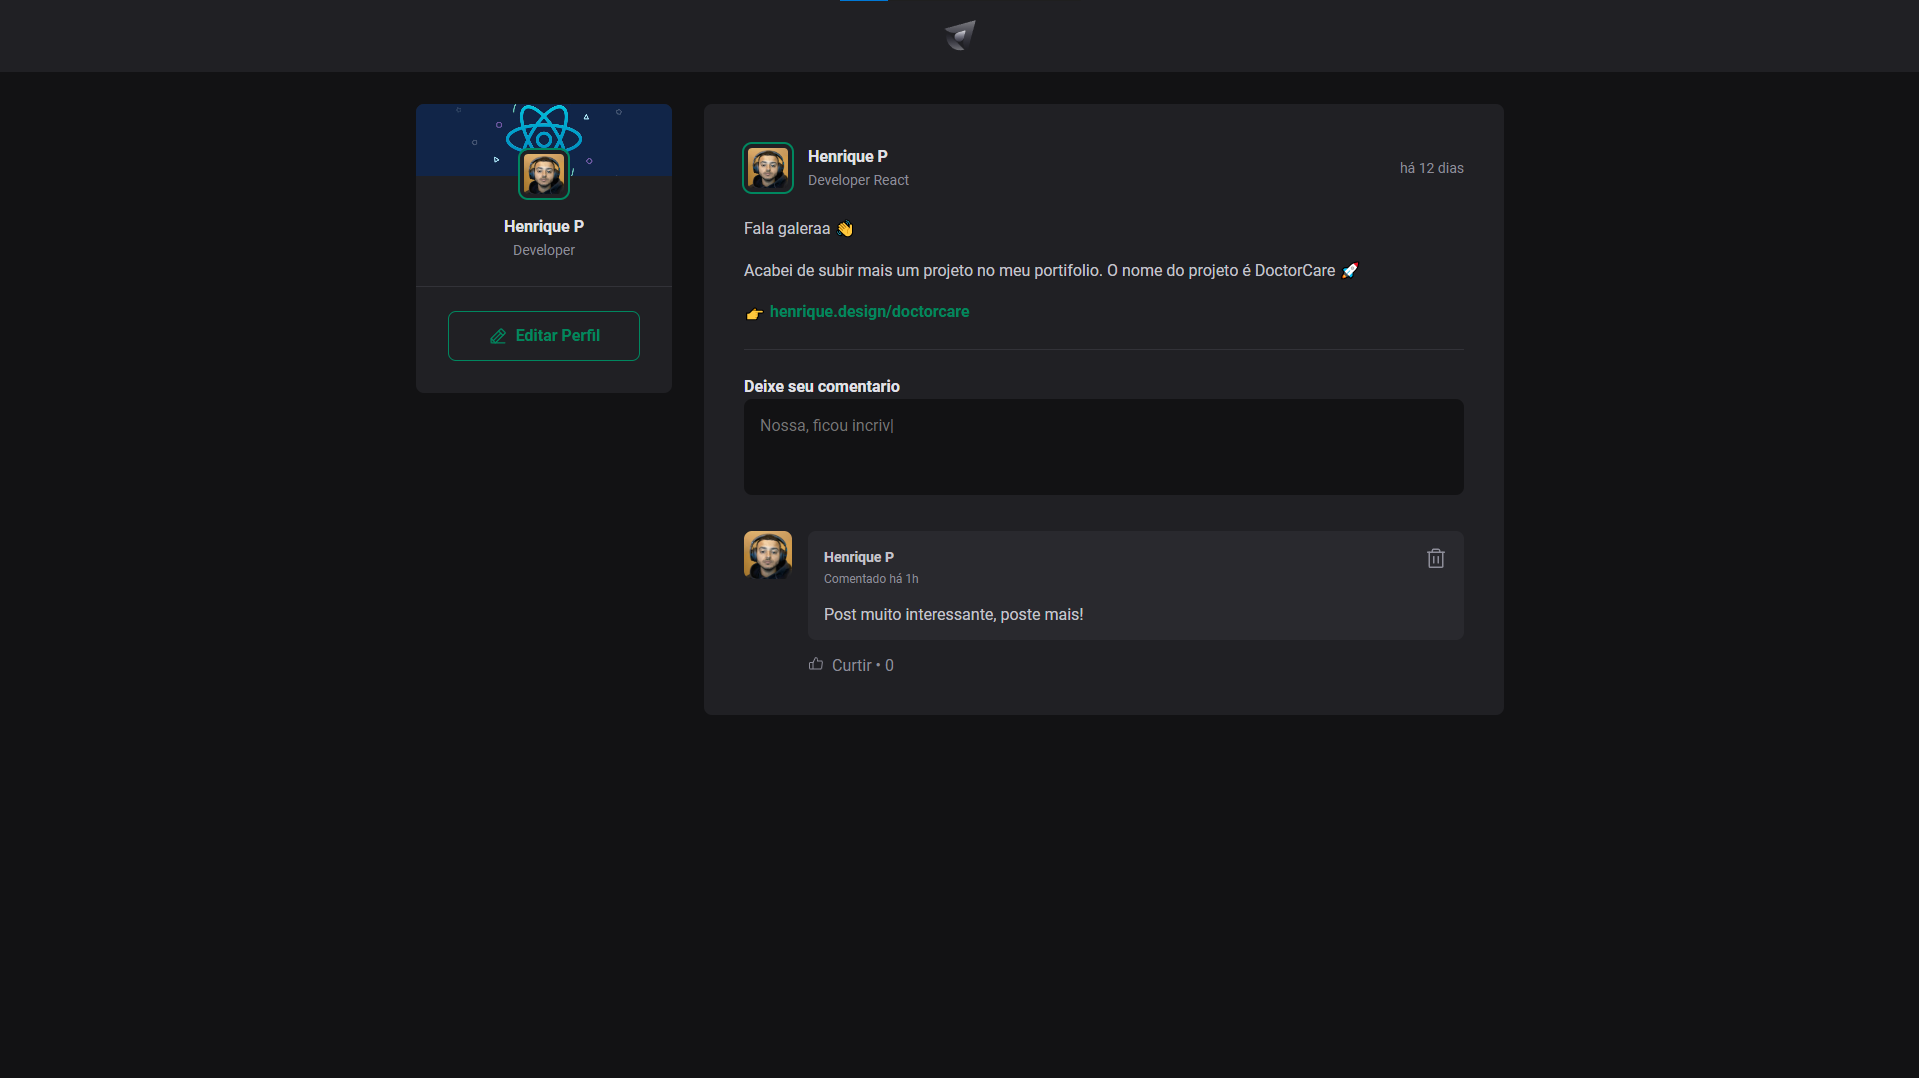 Henrique P
Developer
Editar Perfil
Henrique P
Developer React
há 12 dias
Fala galeraa 👋
Acabei de subir mais um projeto no meu portifolio. O nome do projeto é DoctorCare 🚀
👉 henrique.design/doctorcare
Deixe seu comentario
Nossa, ficou incriv|
Henrique P
Comentado há 1h
Post muito interessante, poste mais!
Curtir • 0